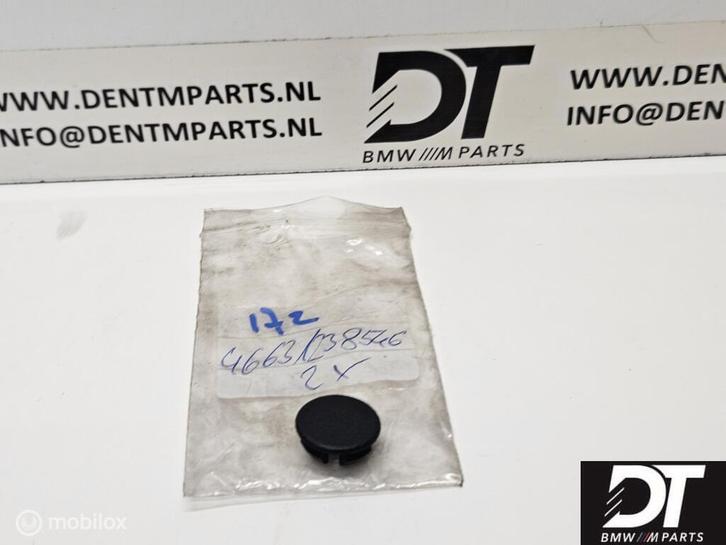 WWW.DENTMPARTS.NL
INFO@DENTMPARTS.NL
DT
BMW ///M PARTS
WWW.DEN
INFO@DEN
172
2x
DT
BMW M PARTS
mobilox